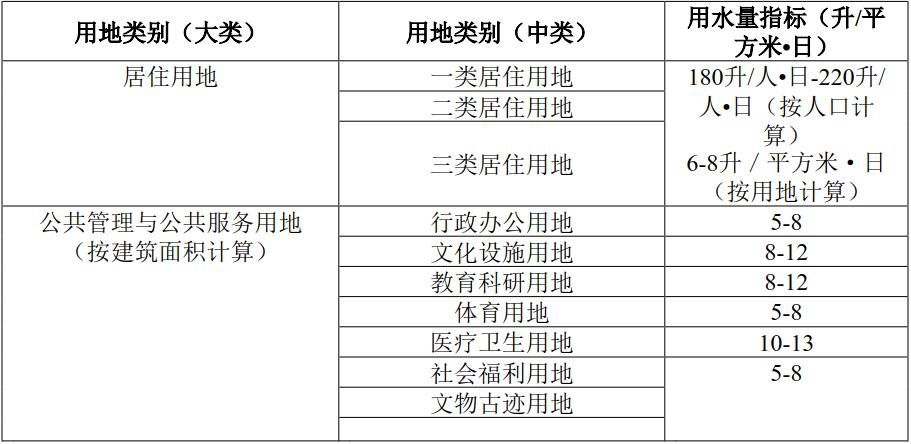 用地类别（大类）
用地类别（中类）
用水量指标（升/平
方米•日）
居住用地
一类居住用地
二类居住用地
三类居住用地
180升/人•日-220升/
人•日（按人口计
算）
6-8升／平方米·日
（按用地计算）
公共管理与公共服务用地
（按建筑面积计算）
行政办公用地
5-8
文化设施用地
8-12
教育科研用地
8-12
体育用地
5-8
医疗卫生用地
10-13
社会福利用地
5-8
文物古迹用地